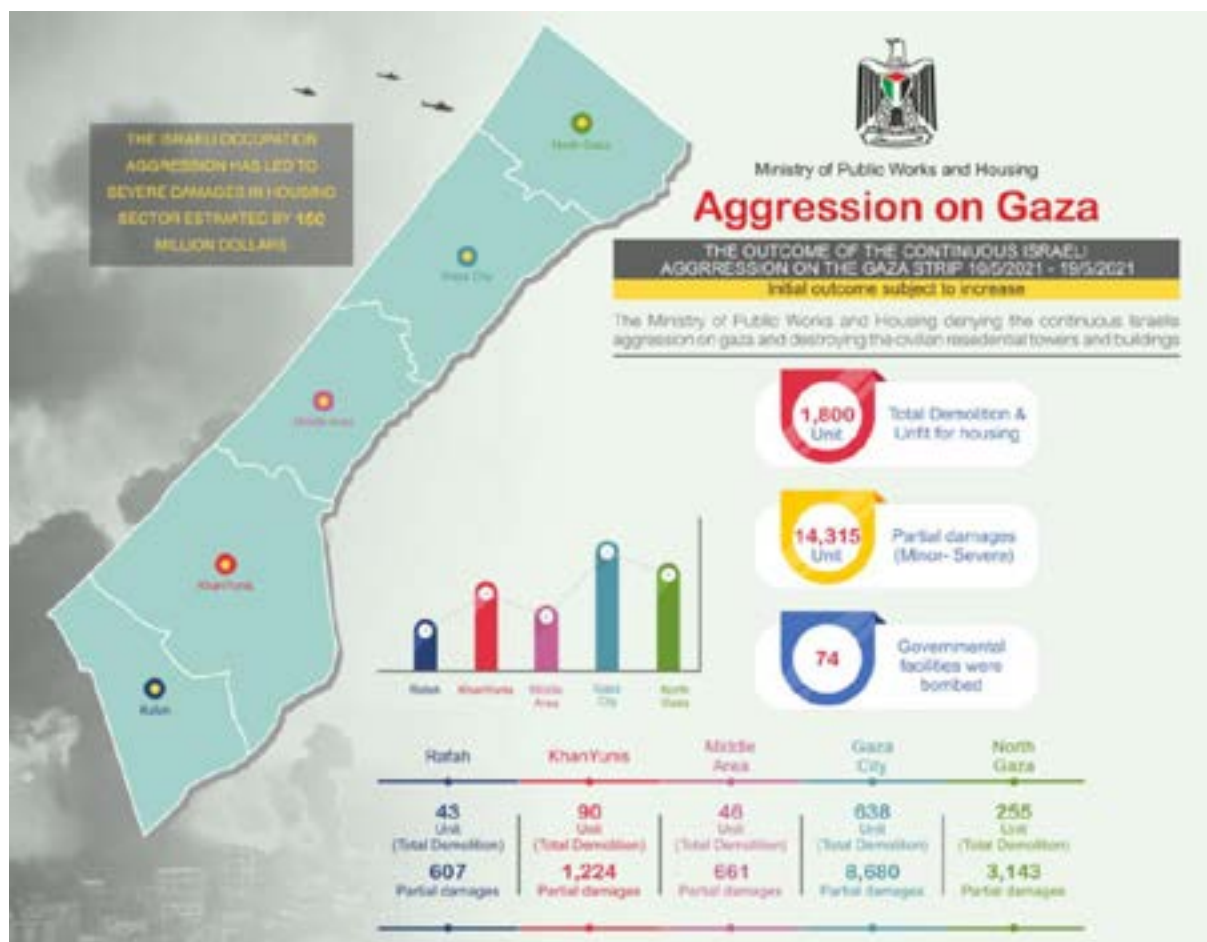 THE ISRAELI OCCUPATION
AGGRESSION HAS LED TO
SEVERE DAMAGES IN HOUSING
SECTOR ESTIMATED BY 150
MILLION DOLLARS
North Gaza
Gaza City
Middle Area
KhanYunis
Rafah
Ministry of Public Works and Housing
Aggression on Gaza
THE OUTCOME OF THE CONTINUOUS ISRAELI
AGGRRESSION ON THE GAZA STRIP 10/5/2021 - 19/5/2021
Initial outcome subject to increase
The Ministry of Public Works and Housing denying the continuous Israelis
aggression on gaza and destroying the civilian resedential towers and buildings
1,800
Unit
Total Demolition &
Unfit for housing
14,315
Unit
Partial damages
(Minor- Severe)
74
Governmental
facilities were
bombed
Rafah
KhanYunis
Middle
Area
Gaza
City
North
Gaza
Rafah
KhanYunis
Middle
Area
Gaza
City
North
Gaza
43
Unit
(Total Demolition)
607
Partial damages
90
Unit
(Total Demolition)
1,224
Partial damages
46
Unit
(Total Demolition)
661
Partial damages
638
Unit
(Total Demolition)
8,680
Partial damages
255
Unit
(Total Demolition)
3,143
Partial damages